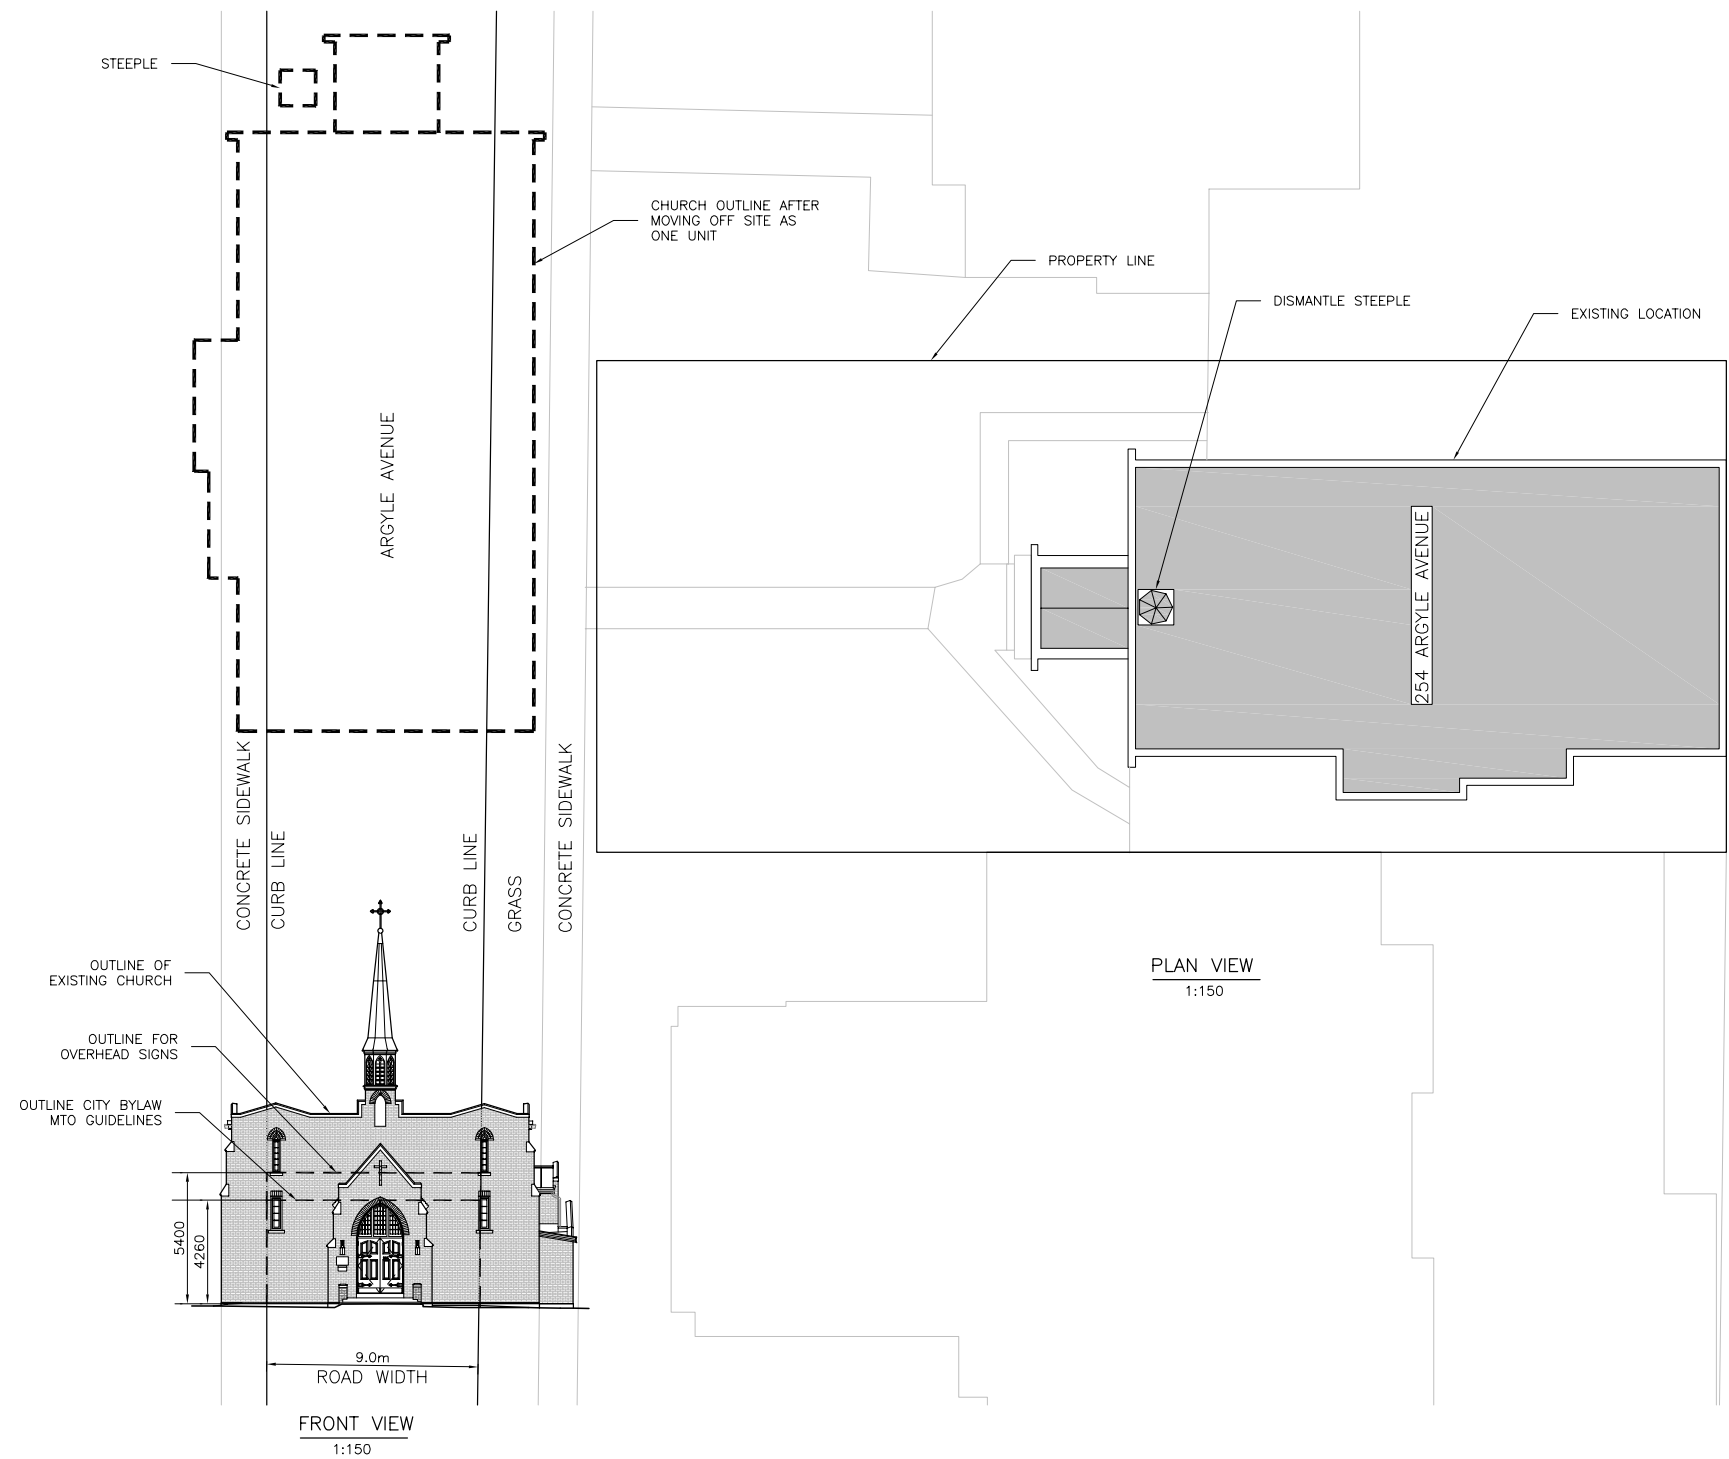 STEEPLE
CHURCH OUTLINE AFTER
MOVING OFF SITE AS
ONE UNIT
PROPERTY LINE
DISMANTLE STEEPLE
EXISTING LOCATION
ARGYLE AVENUE
254 ARGYLE AVENUE
CONCRETE SIDEWALK
CURB LINE
CURB LINE
GRASS
CONCRETE SIDEWALK
OUTLINE OF
EXISTING CHURCH
OUTLINE FOR
OVERHEAD SIGNS
OUTLINE CITY BYLAW
MTO GUIDELINES
5400
4260
9.0m
ROAD WIDTH
FRONT VIEW
1:150
PLAN VIEW
1:150